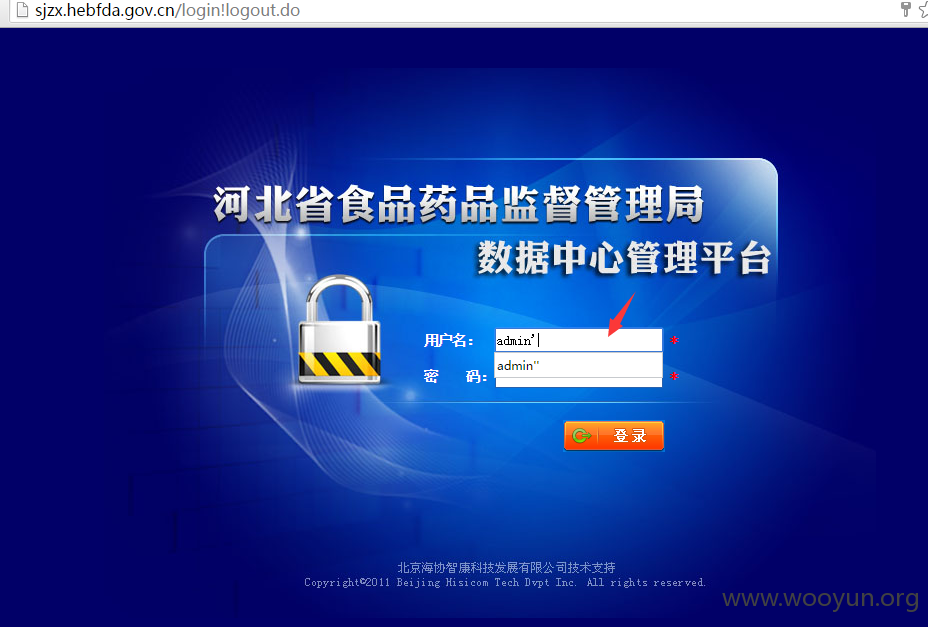 sjzx.hebfda.gov.cn/login!logout.do
河北省食品药品监督管理局
数据中心管理平台
用户名： admin' *
admin''
密 码： *
登 录
北京海协智康科技发展有限公司技术支持
Copyright©2011 Beijing Hisicom Tech Dvpt Inc. All rights reserved.
www.wooyun.org